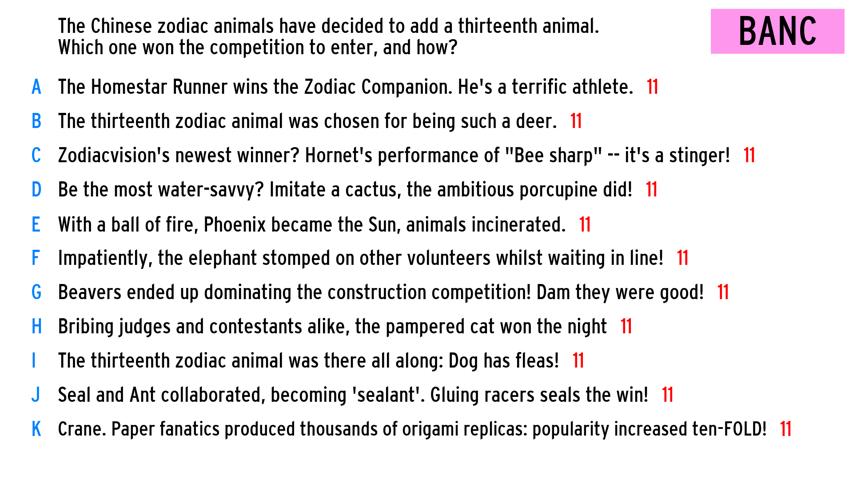 The Chinese zodiac animals have decided to add a thirteenth animal.
Which one won the competition to enter, and how?
BANC
A The Homestar Runner wins the Zodiac Companion. He's a terrific athlete. 11
B The thirteenth zodiac animal was chosen for being such a deer. 11
C Zodiacvision's newest winner? Hornet's performance of "Bee sharp" -- it's a stinger! 11
D Be the most water-savvy? Imitate a cactus, the ambitious porcupine did! 11
E With a ball of fire, Phoenix became the Sun, animals incinerated. 11
F Impatiently, the elephant stomped on other volunteers whilst waiting in line! 11
G Beavers ended up dominating the construction competition! Dam they were good! 11
H Bribing judges and contestants alike, the pampered cat won the night 11
I The thirteenth zodiac animal was there all along: Dog has fleas! 11
J Seal and Ant collaborated, becoming 'sealant'. Gluing racers seals the win! 11
K Crane. Paper fanatics produced thousands of origami replicas: popularity increased ten-FOLD! 11